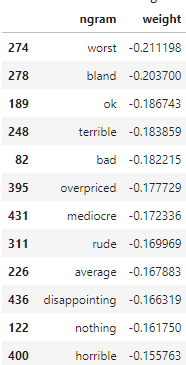 ngram weight
274 worst -0.211198
278 bland -0.203700
189 ok -0.186743
248 terrible -0.183859
82 bad -0.182215
395 overpriced -0.177729
431 mediocre -0.172336
311 rude -0.169969
226 average -0.167883
436 disappointing -0.166319
122 nothing -0.161750
400 horrible -0.155763